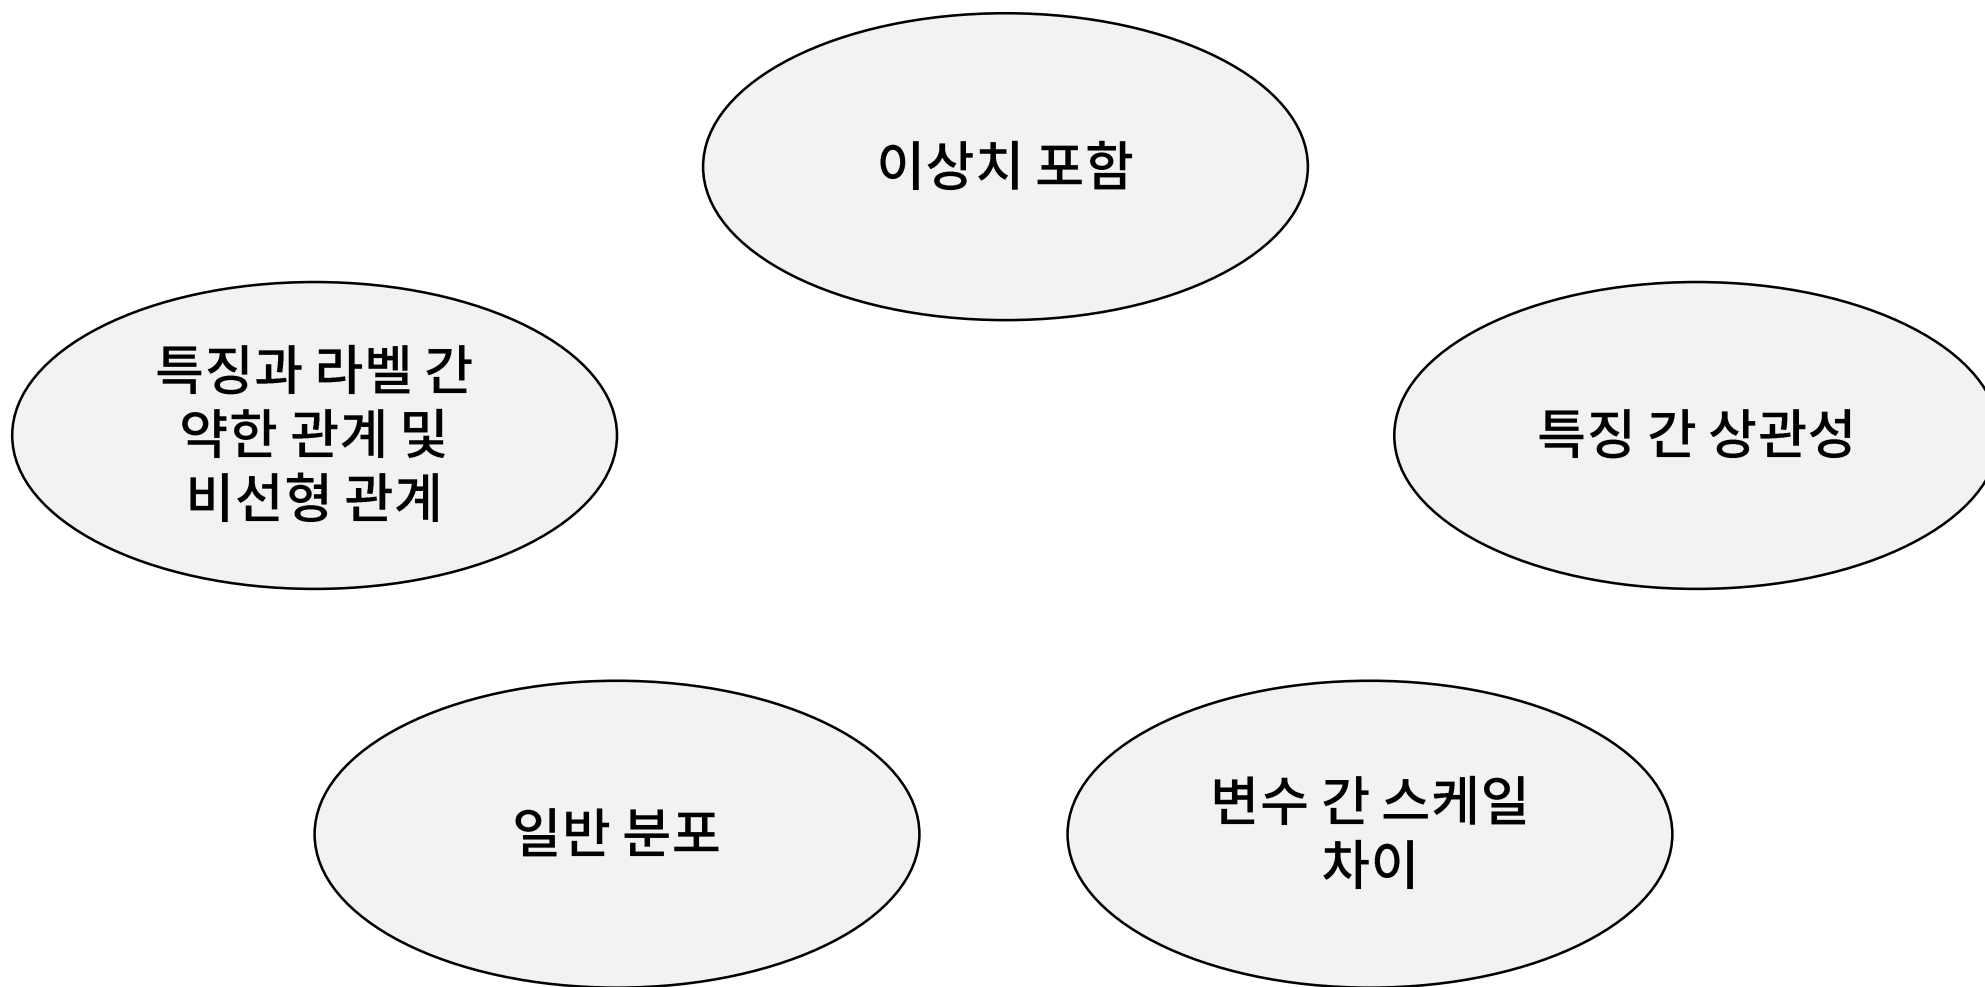 이상치 포함
특징과 라벨 간
약한 관계 및
비선형 관계
특징 간 상관성
일반 분포
변수 간 스케일
차이